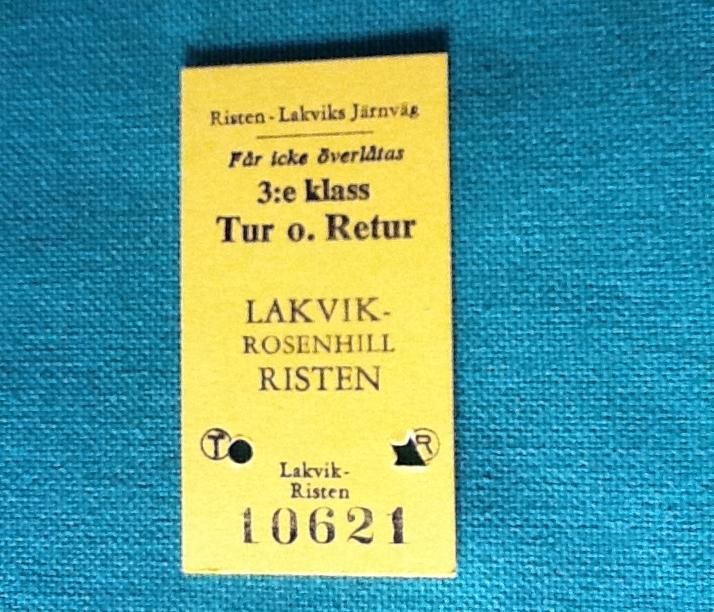 Risten-Lakviks Järnväg
Får icke överlåtas
3:e klass
Tur o. Retur
LAKVIK-
ROSENHILL
RISTEN
T R
Lakvik-
Risten
10621